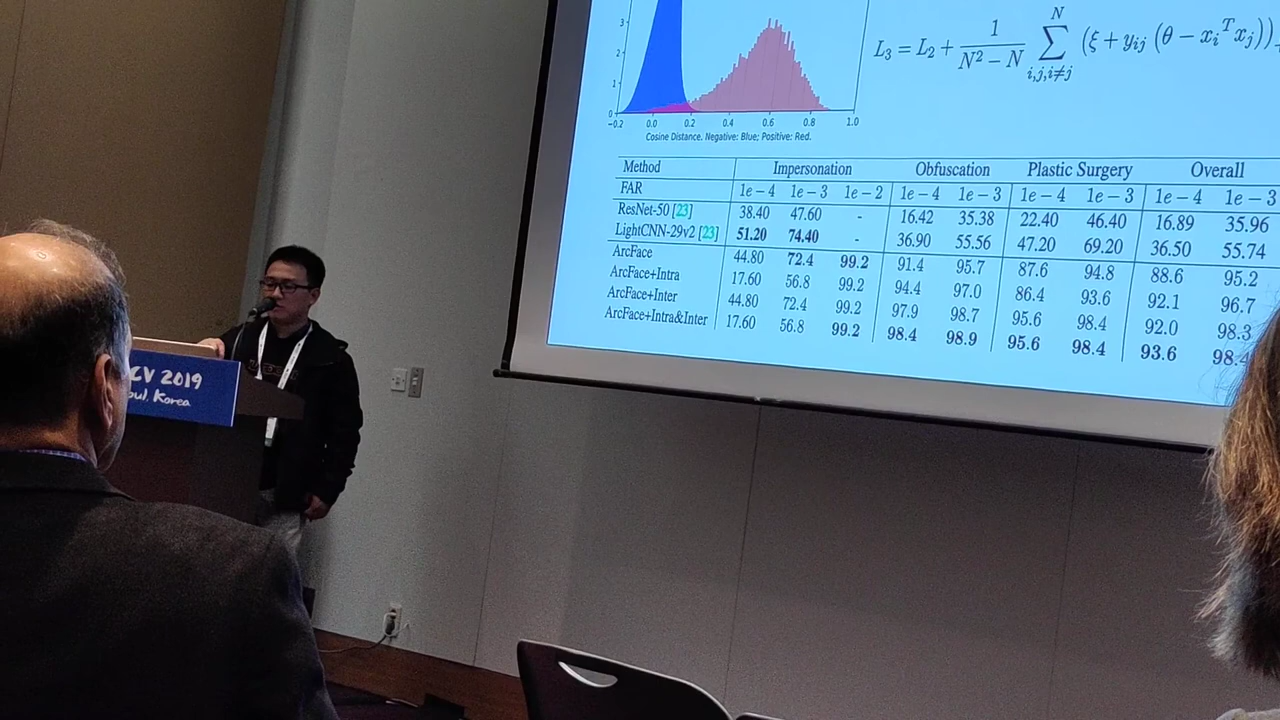 3
2
1
0
−0.2 0.0 0.2 0.4 0.6 0.8 1.0
Cosine Distance. Negative: Blue; Positive: Red.
L₃ = L₂ + 1/(N² − N) ∑_{i,j,i≠j}^{N} (ξ + y_{ij} (θ − x_i^T x_j))
Method Impersonation Obfuscation Plastic Surgery Overall
FAR 1e − 4 1e − 3 1e − 2 1e − 4 1e − 3 1e − 4 1e − 3 1e − 4 1e − 3
ResNet-50 [23] 38.40 47.60 - 16.42 35.38 22.40 46.40 16.89 35.96
LightCNN-29v2 [23] 51.20 74.40 - 36.90 55.56 47.20 69.20 36.50 55.74
ArcFace 44.80 72.4 99.2 91.4 95.7 87.6 94.8 88.6 95.2
ArcFace+Intra 17.60 56.8 99.2 94.4 97.0 86.4 93.6 92.1 96.7
ArcFace+Inter 44.80 72.4 99.2 97.9 98.7 95.6 98.4 92.0 98.3
ArcFace+Intra&Inter 17.60 56.8 99.2 98.4 98.9 95.6 98.4 93.6 98.4
CV 2019
oul, Korea